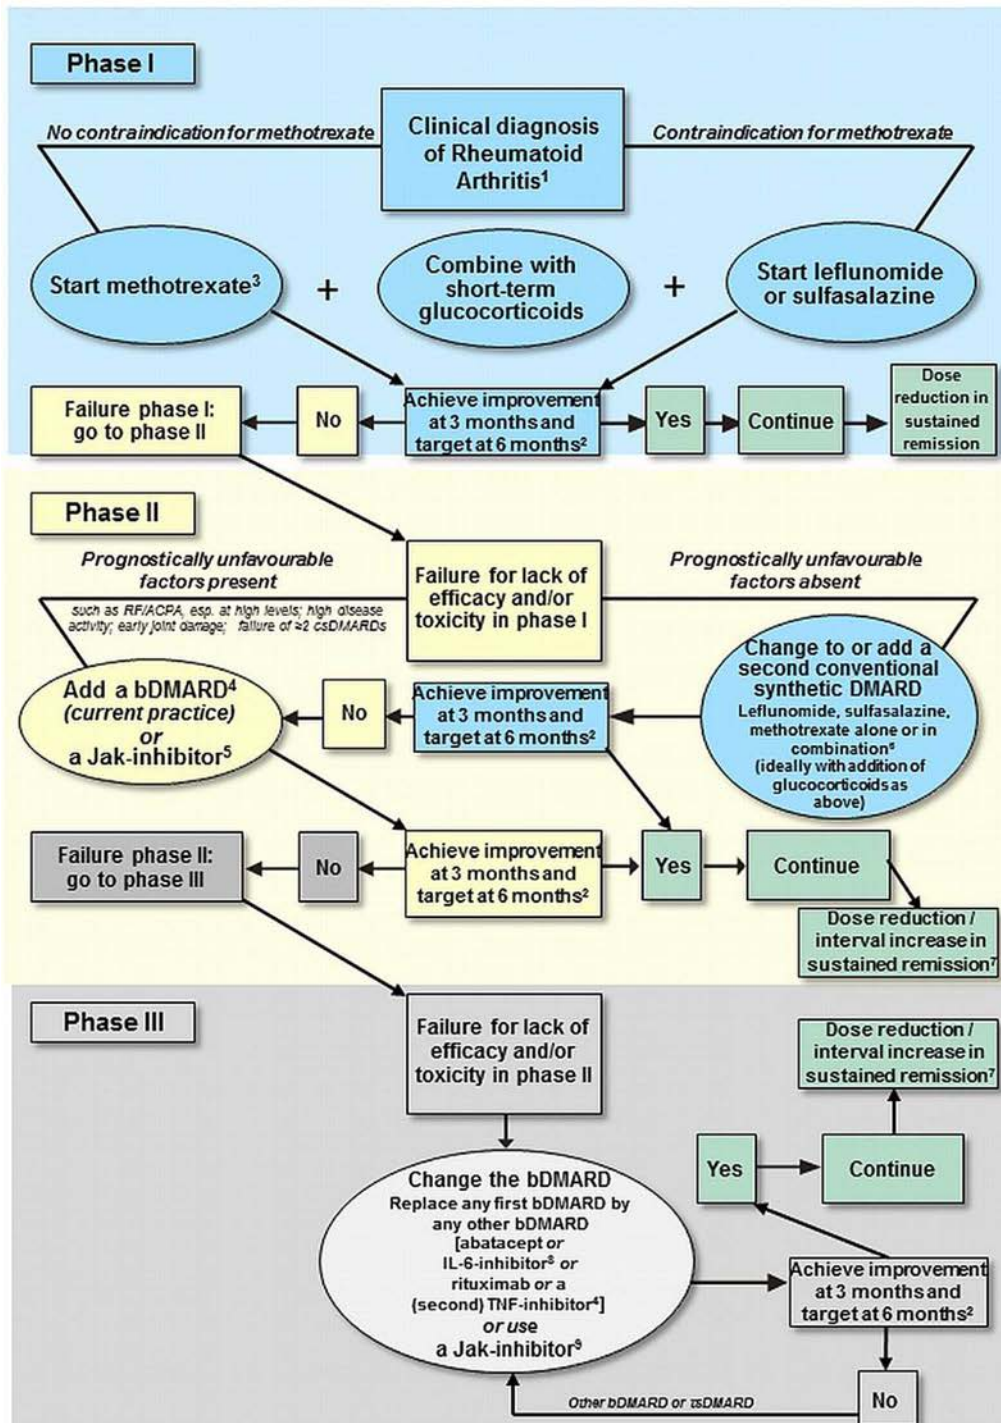 Phase I
No contraindication for methotrexate
Clinical diagnosis
of Rheumatoid
Arthritis¹
Contraindication for methotrexate
Start methotrexate³
+
Combine with
short-term
glucocorticoids
+
Start leflunomide
or sulfasalazine
Failure phase I:
go to phase II
No
Achieve improvement
at 3 months and
target at 6 months²
Yes
Continue
Dose
reduction in
sustained
remission
Phase II
Prognostically unfavourable
factors present
such as RF/ACPA, esp. at high levels; high disease
activity; early joint damage; failure of ≥2 csDMARDs
Failure for lack of
efficacy and/or
toxicity in phase I
Prognostically unfavourable
factors absent
Add a bDMARD⁴
(current practice)
or
a Jak-inhibitor⁵
No
Achieve improvement
at 3 months and
target at 6 months²
Change to or add a
second conventional
synthetic DMARD
Leflunomide, sulfasalazine,
methotrexate alone or in
combination⁶
(ideally with addition of
glucocorticoids as
above)
Failure phase II:
go to phase III
No
Achieve improvement
at 3 months and
target at 6 months²
Yes
Continue
Dose reduction /
interval increase in
sustained remission⁷
Phase III
Failure for lack of
efficacy and/or
toxicity in phase II
Dose reduction /
interval increase in
sustained remission⁷
Yes
Continue
Change the bDMARD
Replace any first bDMARD by
any other bDMARD
[abatacept or
IL-6-inhibitor⁸ or
rituximab or a
(second) TNF-inhibitor⁴]
or use
a Jak-inhibitor⁹
Achieve improvement
at 3 months and
target at 6 months²
Other bDMARD or tsDMARD
No